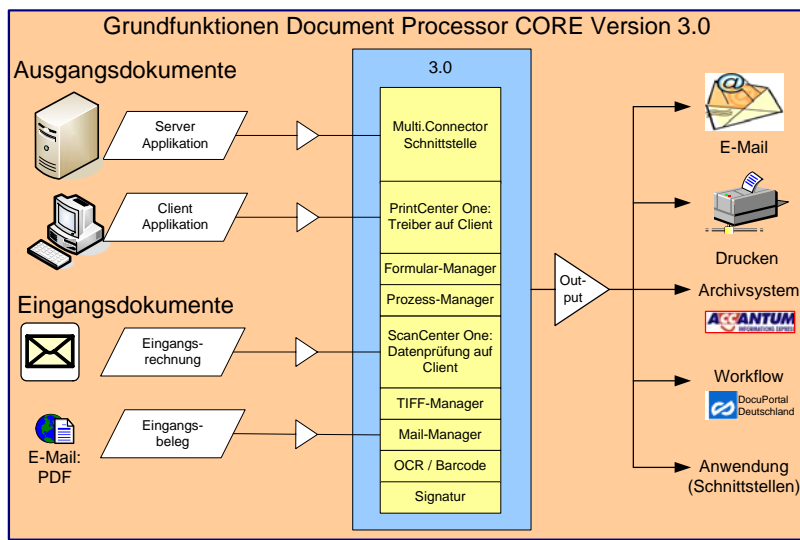 Grundfunktionen Document Processor CORE Version 3.0
Ausgangsdokumente
Server
Applikation
Client
Applikation
Eingangsdokumente
Eingangs-
rechnung
Eingangs-
beleg
E-Mail:
PDF
3.0
Multi.Connector
Schnittstelle
PrintCenter One:
Treiber auf Client
Formular-Manager
Prozess-Manager
ScanCenter One:
Datenprüfung auf
Client
TIFF-Manager
Mail-Manager
OCR / Barcode
Signatur
Out-
put
@
E-Mail
Drucken
Archivsystem
ACCANTUM
INFORMATIONS EXPRESS
Workflow
DocuPortal
Deutschland
Anwendung
(Schnittstellen)